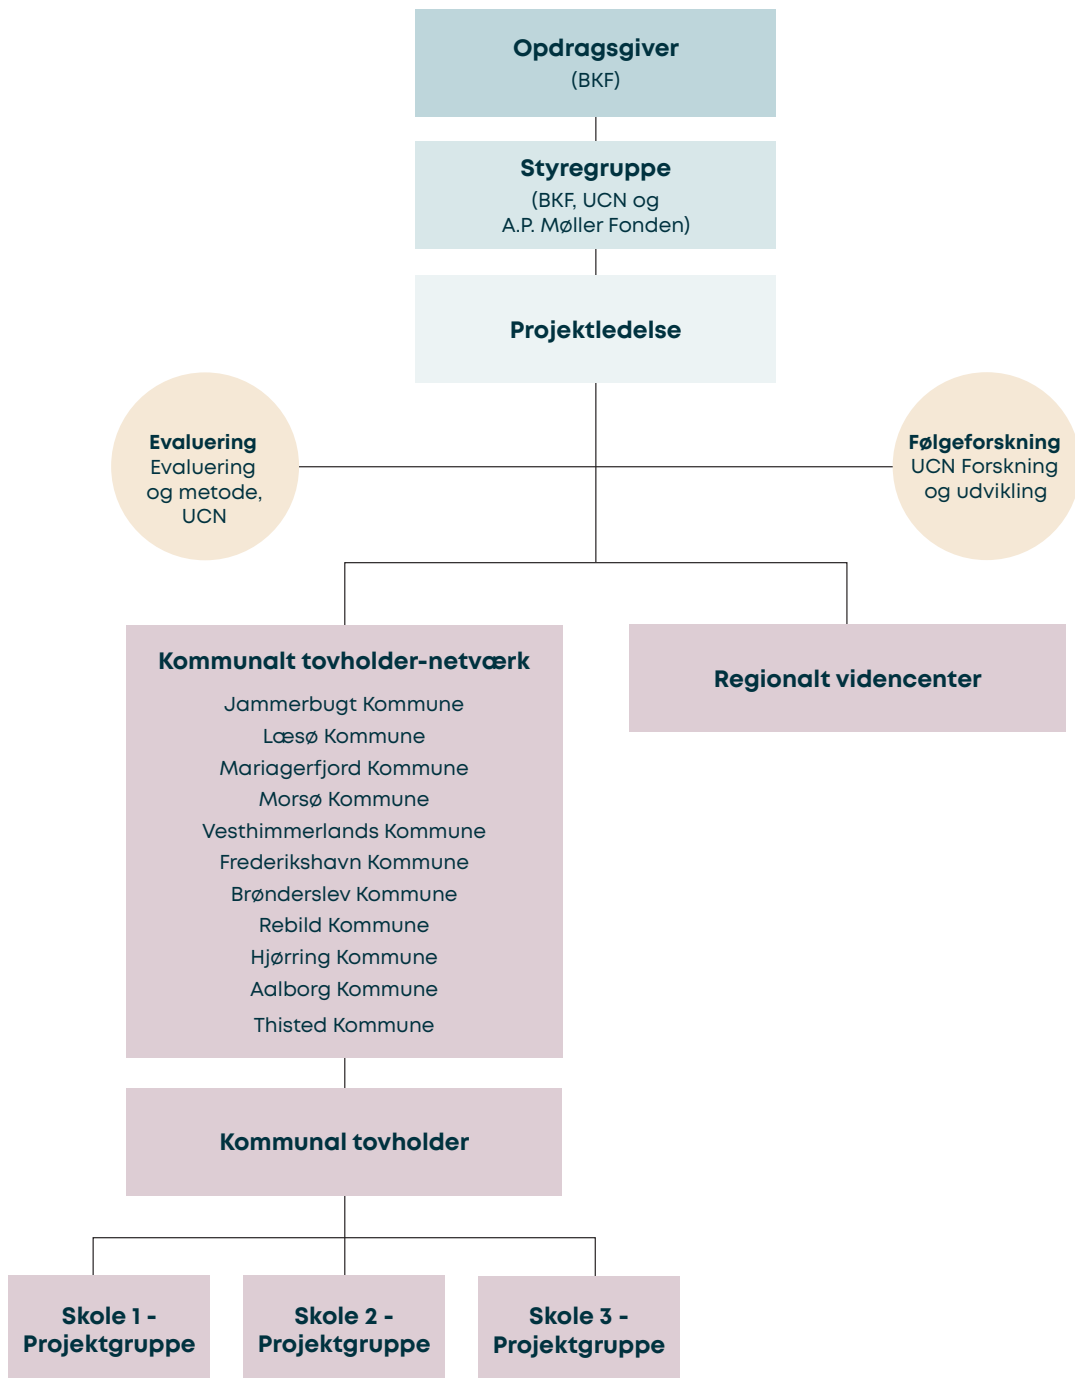 Opdragsgiver
(BKF)
Styregruppe
(BKF, UCN og
A.P. Møller Fonden)
Projektledelse
Evaluering
Evaluering
og metode,
UCN
Følgeforskning
UCN Forskning
og udvikling
Kommunalt tovholder-netværk
Jammerbugt Kommune
Læsø Kommune
Mariagerfjord Kommune
Morsø Kommune
Vesthimmerlands Kommune
Frederikshavn Kommune
Brønderslev Kommune
Rebild Kommune
Hjørring Kommune
Aalborg Kommune
Thisted Kommune
Regionalt videncenter
Kommunal tovholder
Skole 1 -
Projektgruppe
Skole 2 -
Projektgruppe
Skole 3 -
Projektgruppe